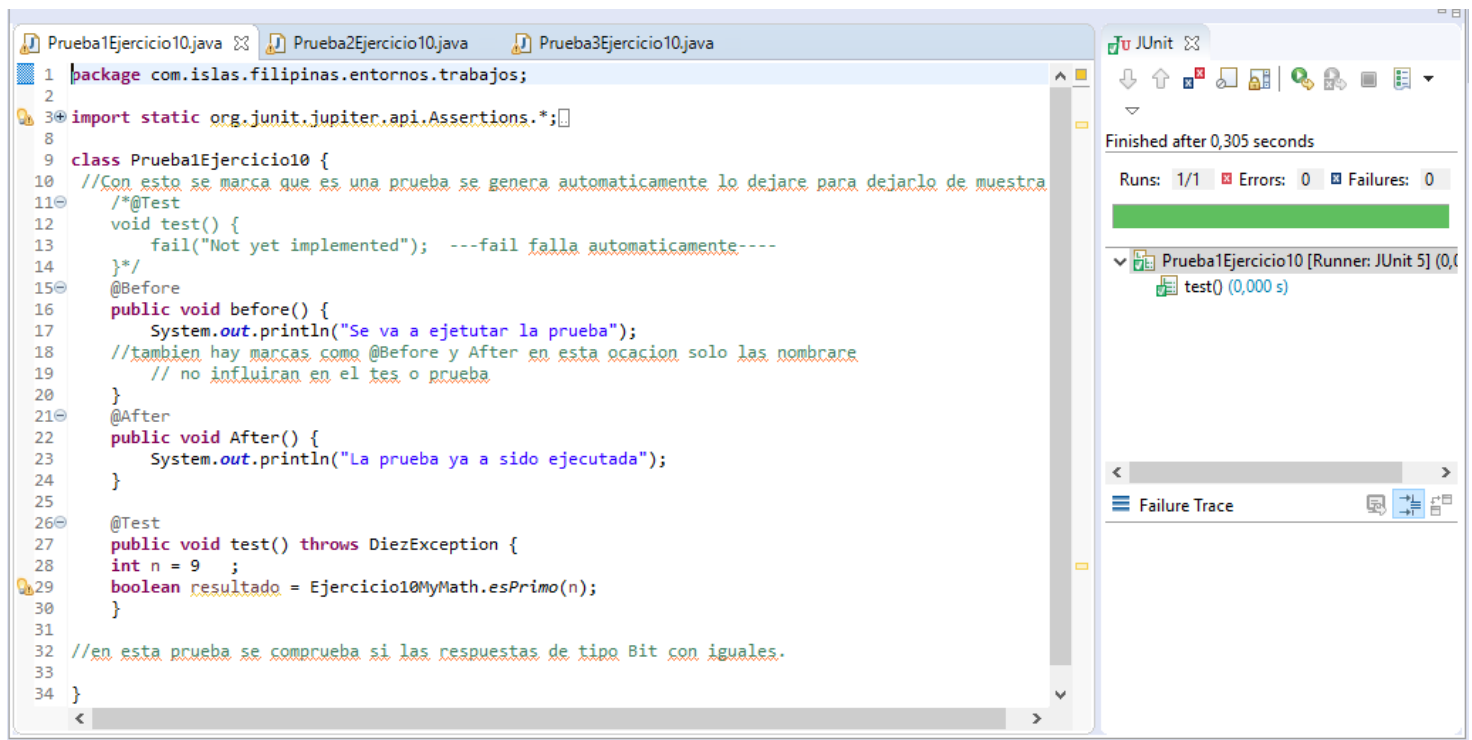 Prueba1Ejercicio10.java
Prueba2Ejercicio10.java
Prueba3Ejercicio10.java
1 package com.islas.filipinas.entornos.trabajos;
2
3 import static org.junit.jupiter.api.Assertions.*;
8
9 class Prueba1Ejercicio10 {
10 //Con esto se marca que es una prueba se genera automaticamente lo dejare para dejarlo de muestra
11 /*@Test
12 void test() {
13 fail("Not yet implemented"); ---fail falla automaticamente----
14 }*/
15 @Before
16 public void before() {
17 System.out.println("Se va a ejetutar la prueba");
18 //tambien hay marcas como @Before y After en esta ocacion solo las nombrare
19 // no influiran en el tes o prueba
20 }
21 @After
22 public void After() {
23 System.out.println("La prueba ya a sido ejecutada");
24 }
25
26 @Test
27 public void test() throws DiezException {
28 int n = 9 ;
29 boolean resultado = Ejercicio10MyMath.esPrimo(n);
30 }
31
32 //en esta prueba se comprueba si las respuestas de tipo Bit con iguales.
33
34 }
JUnit
Finished after 0,305 seconds
Runs: 1/1 Errors: 0 Failures: 0
Prueba1Ejercicio10 [Runner: JUnit 5] (0,0
test() (0,000 s)
Failure Trace